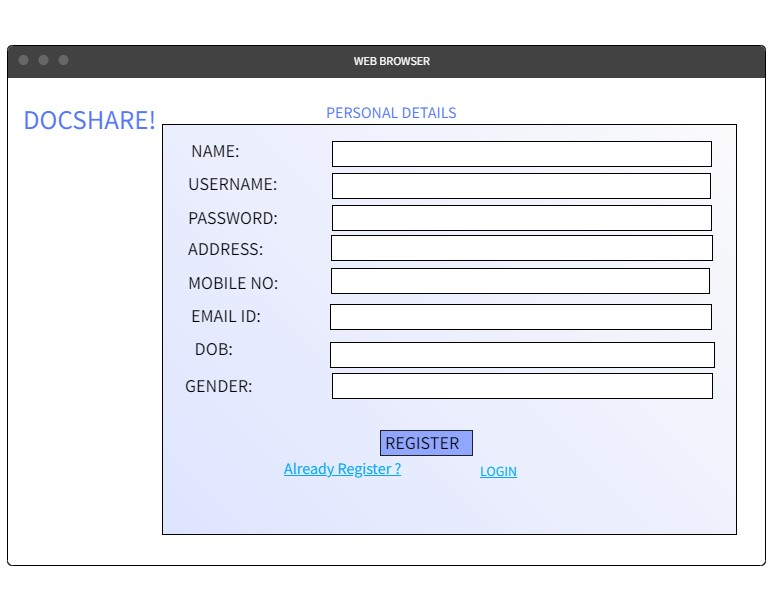 WEB BROWSER
DOCSHARE!
PERSONAL DETAILS
NAME:
USERNAME:
PASSWORD:
ADDRESS:
MOBILE NO:
EMAIL ID:
DOB:
GENDER:
REGISTER
Already Register ? LOGIN